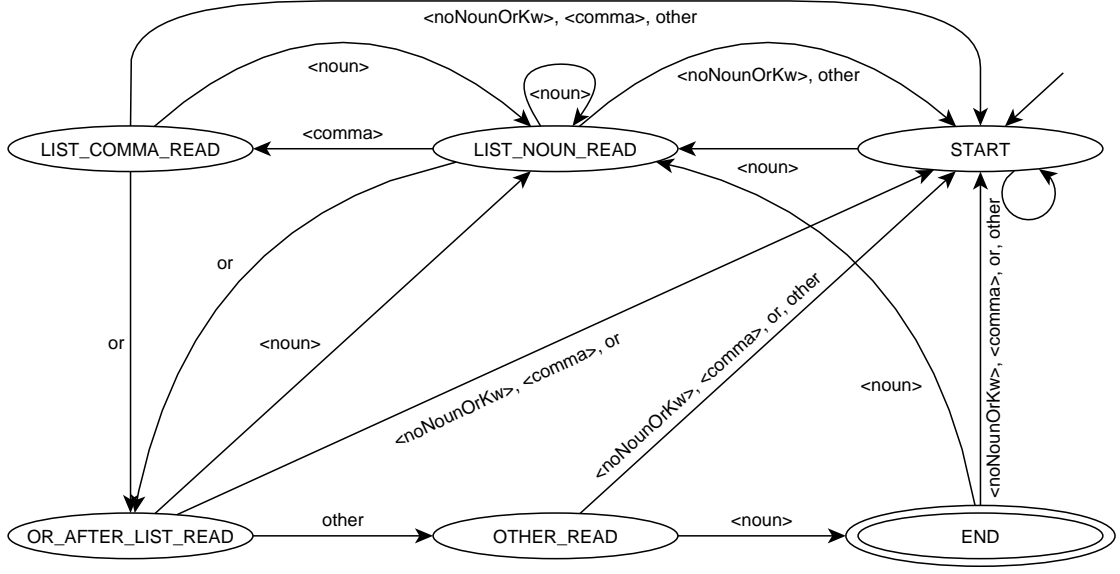 <noNounOrKw>, <comma>, other
<noun>
<noun>
<noNounOrKw>, other
LIST_COMMA_READ
<comma>
LIST_NOUN_READ
START
<noun>
or
<noNounOrKw>, <comma>, or, other
or
<noun>
<noNounOrKw>, <comma>, or
<noNounOrKw>, <comma>, or, other
<noun>
OR_AFTER_LIST_READ
other
OTHER_READ
<noun>
END